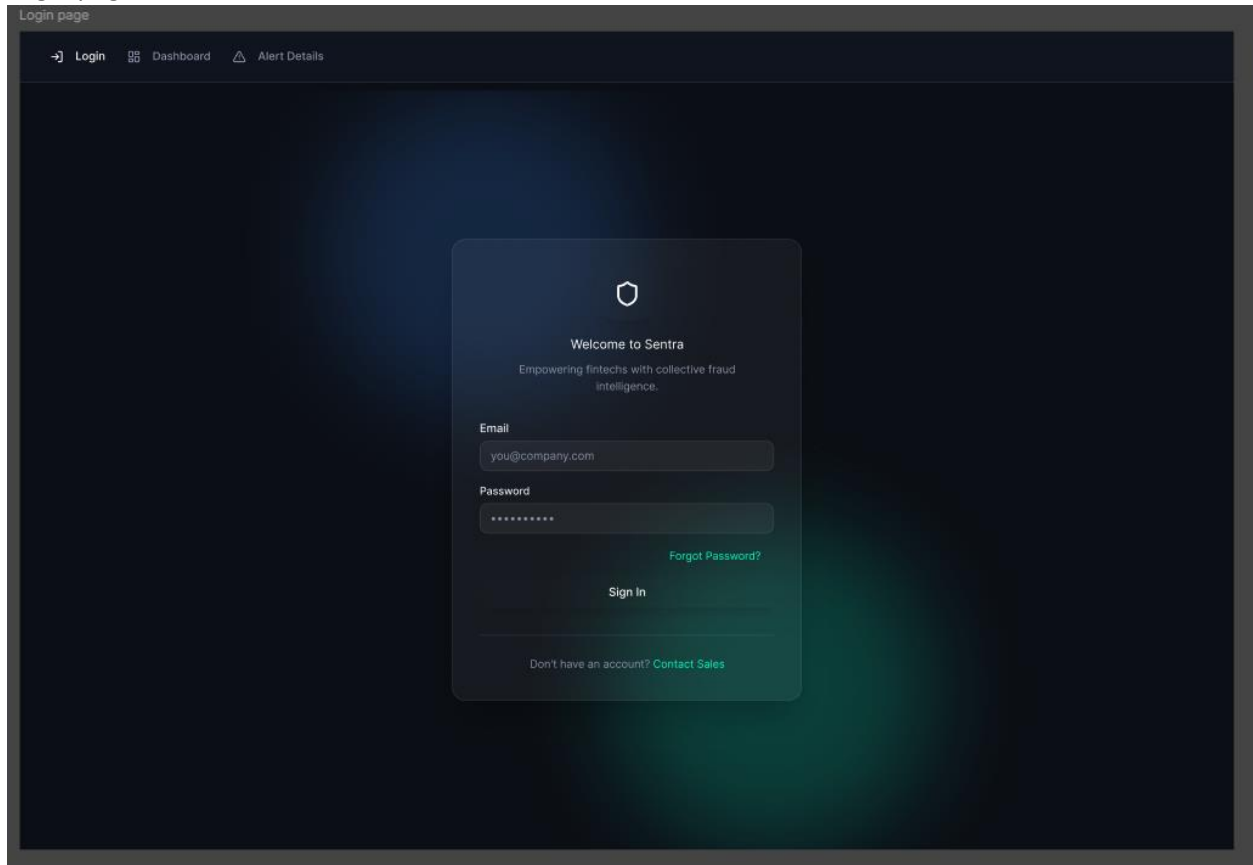 Login page
Login Dashboard Alert Details
Welcome to Sentra
Empowering fintechs with collective fraud
intelligence.
Email
you@company.com
Password
••••••••••
Forgot Password?
Sign In
Don't have an account? Contact Sales